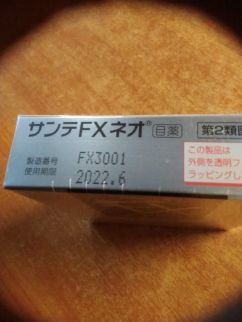 サンテFXネオ® 目薬 第2類医
製造番号 FX3001
使用期限 2022.6
この製品は
外側を透明フ
ラッピングし